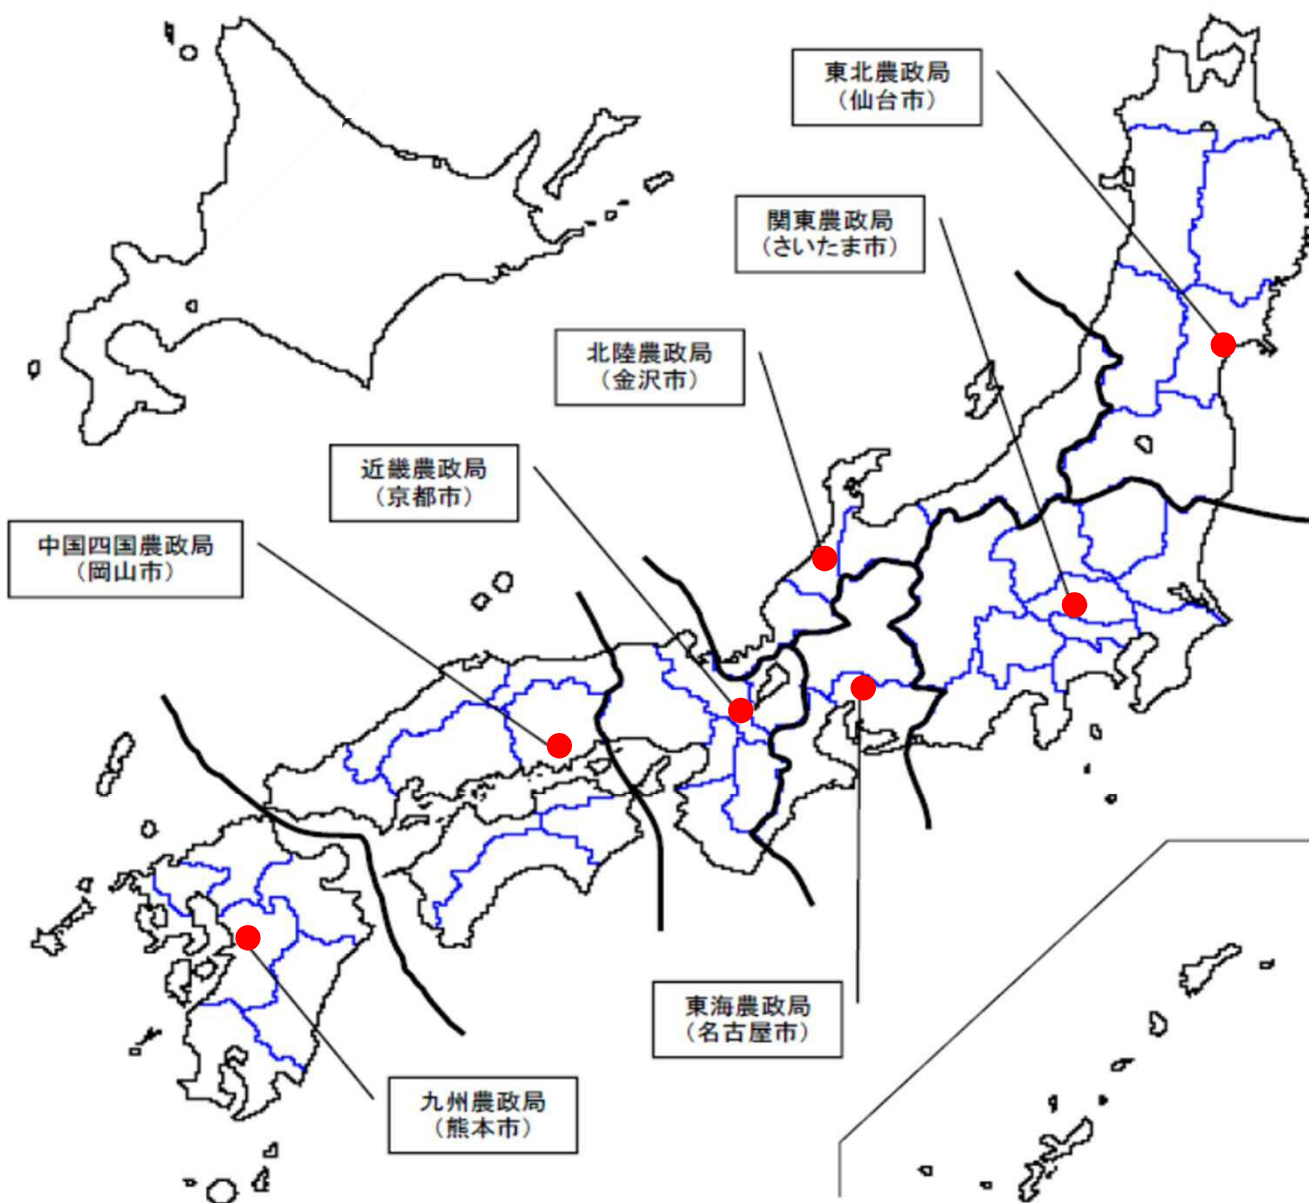 東北農政局
（仙台市）
関東農政局
（さいたま市）
北陸農政局
（金沢市）
近畿農政局
（京都市）
中国四国農政局
（岡山市）
東海農政局
（名古屋市）
九州農政局
（熊本市）